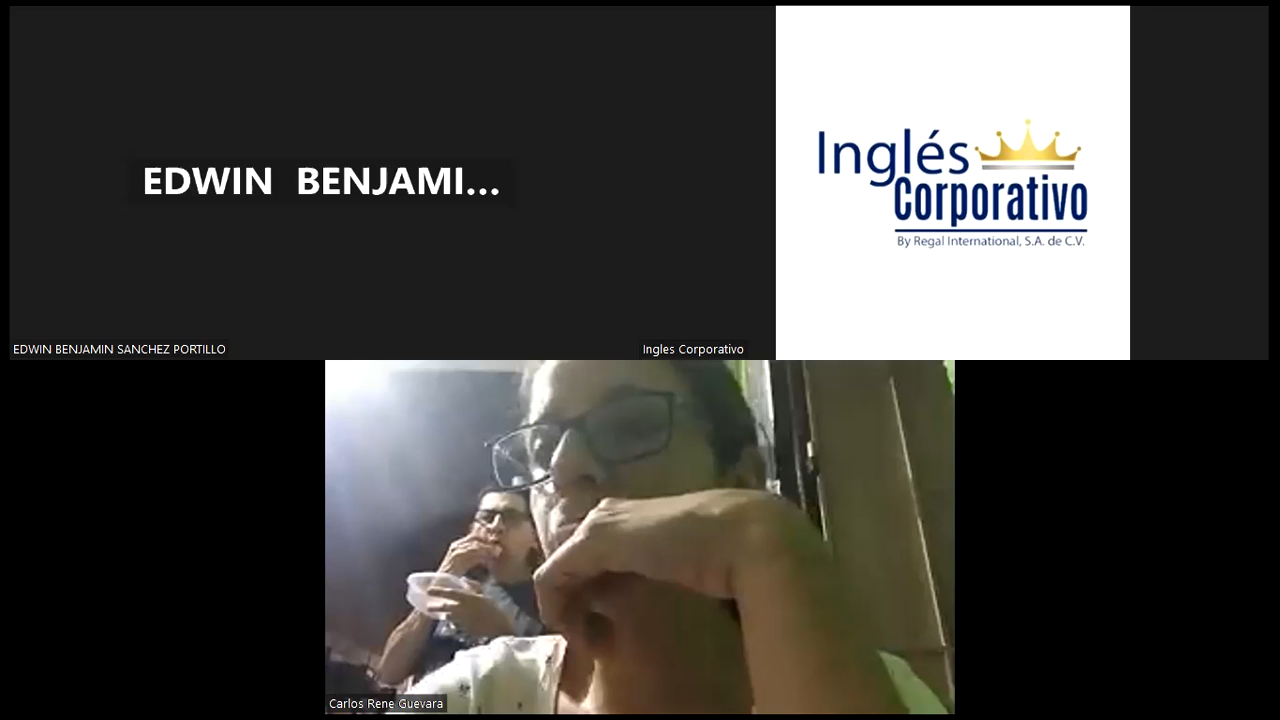 EDWIN BENJAMI...
Inglés
Corporativo
By Regal International, S.A. de C.V.
EDWIN BENJAMIN SANCHEZ PORTILLO
Ingles Corporativo
Carlos Rene Guevara